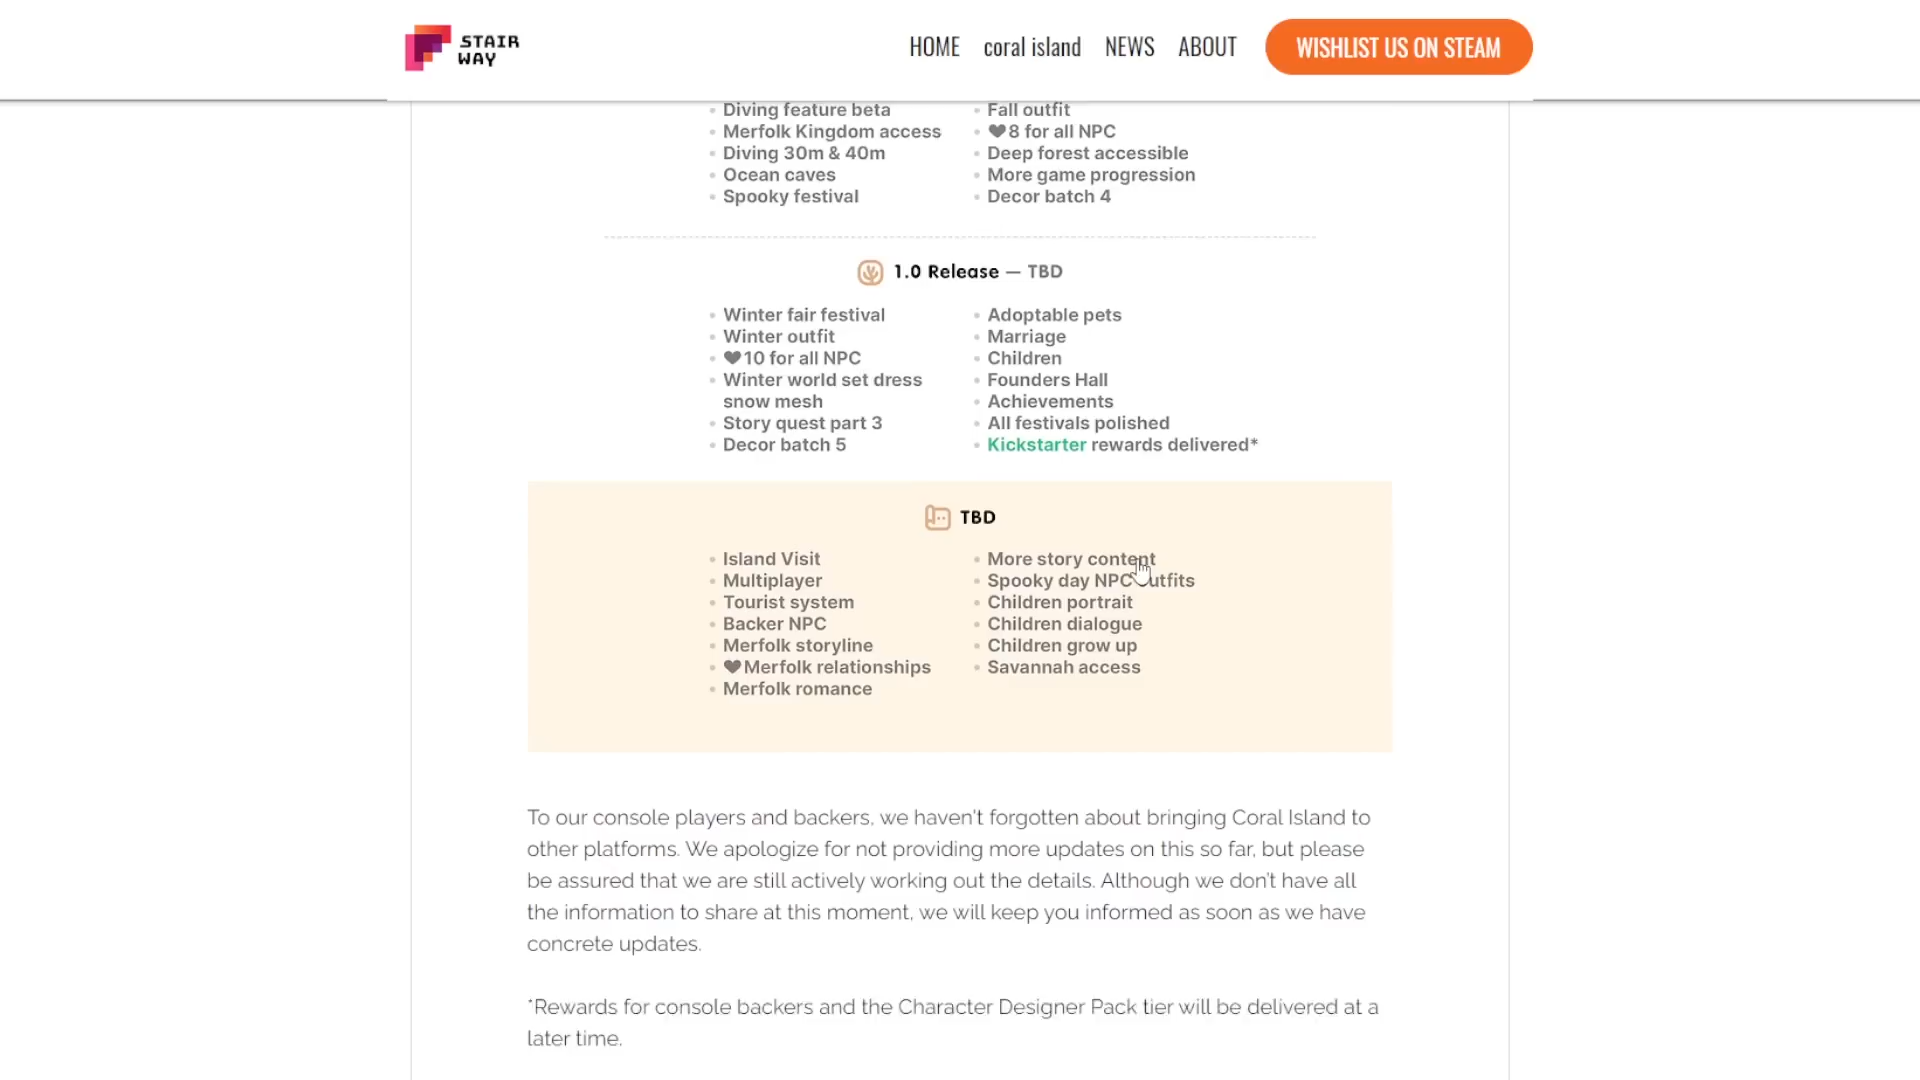 STAIR
WAY
HOME coral island NEWS ABOUT WISHLIST US ON STEAM
Diving feature beta
Merfolk Kingdom access
Diving 30m & 40m
Ocean caves
Spooky festival
Fall outfit
♥8 for all NPC
Deep forest accessible
More game progression
Decor batch 4
1.0 Release — TBD
Winter fair festival
Winter outfit
♥10 for all NPC
Winter world set dress
snow mesh
Story quest part 3
Decor batch 5
Adoptable pets
Marriage
Children
Founders Hall
Achievements
All festivals polished
Kickstarter rewards delivered*
TBD
Island Visit
Multiplayer
Tourist system
Backer NPC
Merfolk storyline
♥Merfolk relationships
Merfolk romance
More story content
Spooky day NPC outfits
Children portrait
Children dialogue
Children grow up
Savannah access
To our console players and backers, we haven't forgotten about bringing Coral Island to
other platforms. We apologize for not providing more updates on this so far, but please
be assured that we are still actively working out the details. Although we don't have all
the information to share at this moment, we will keep you informed as soon as we have
concrete updates.
*Rewards for console backers and the Character Designer Pack tier will be delivered at a
later time.